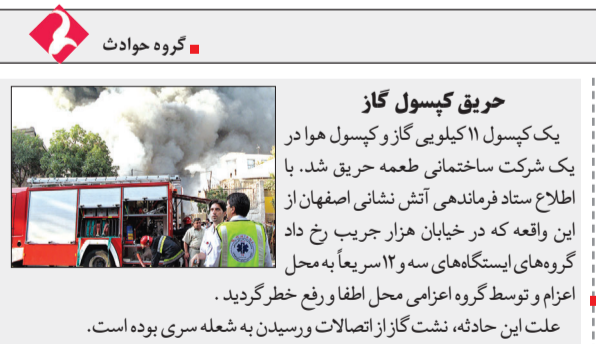 گروه حوادث
حریق کپسول گاز
یک کپسول ۱۱ کیلویی گاز و کپسول هوا در
یک شرکت ساختمانی طعمه حریق شد. با
اطلاع ستاد فرماندهی آتش نشانی اصفهان از
این واقعه که در خیابان هزار جریب رخ داد
گروه‌های ایستگاه‌های سه و ۱۲ سریعاً به محل
اعزام و توسط گروه اعزامی محل اطفا و رفع خطر گردید .
علت این حادثه، نشت گاز از اتصالات ورسیدن به شعله سری بوده است.